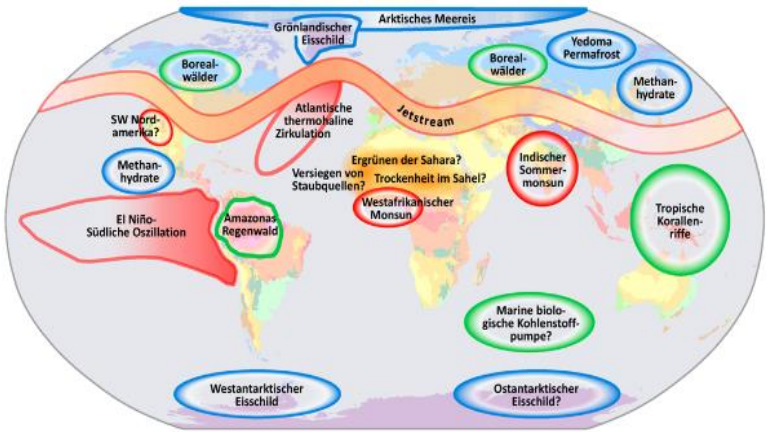 Arktisches Meereis
Grönlandischer
Eisschild
Boreal-
wälder
Boreal-
wälder
Yedoma
Permafrost
Methan-
hydrate
Jetstream
SW Nord-
amerika?
Atlantische
thermohaline
Zirkulation
Methan-
hydrate
Ergrünen der Sahara?
Versiegen von
Staubquellen?
Trockenheit im Sahel?
Westafrikanischer
Monsun
Indischer
Sommer-
monsun
El Niño-
Südliche Oszillation
Amazonas
Regenwald
Tropische
Korallen-
riffe
Marine biolo-
gische Kohlenstoff-
pumpe?
Westantarktischer
Eisschild
Ostantarktischer
Eisschild?